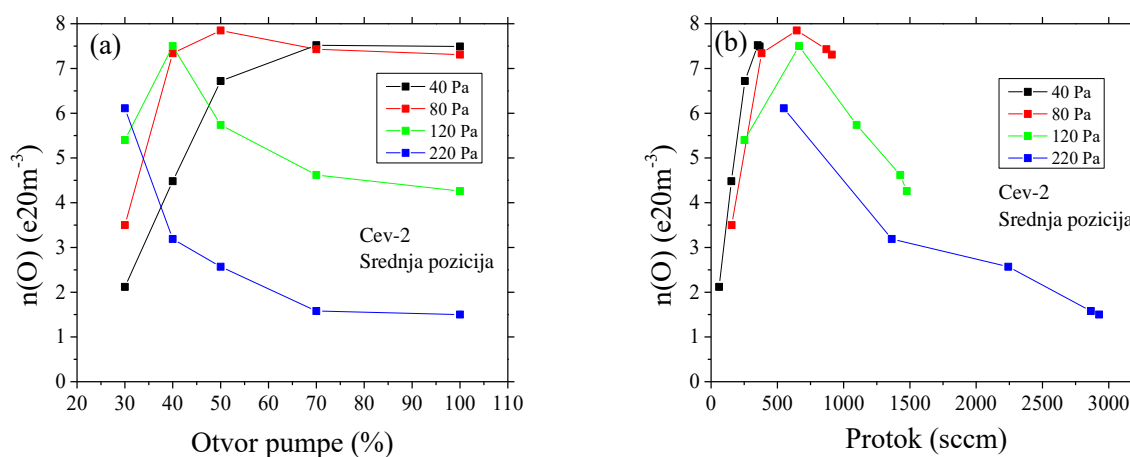 (a)
8
7
6
5
4
3
2
1
0
n(O) (e20m⁻³)
40 Pa
80 Pa
120 Pa
220 Pa
Cev-2
Srednja pozicija
20 30 40 50 60 70 80 90 100 110
Otvor pumpe (%)
(b)
8
7
6
5
4
3
2
1
0
n(O) (e20m⁻³)
40 Pa
80 Pa
120 Pa
220 Pa
Cev-2
Srednja pozicija
0 500 1000 1500 2000 2500 3000
Protok (sccm)